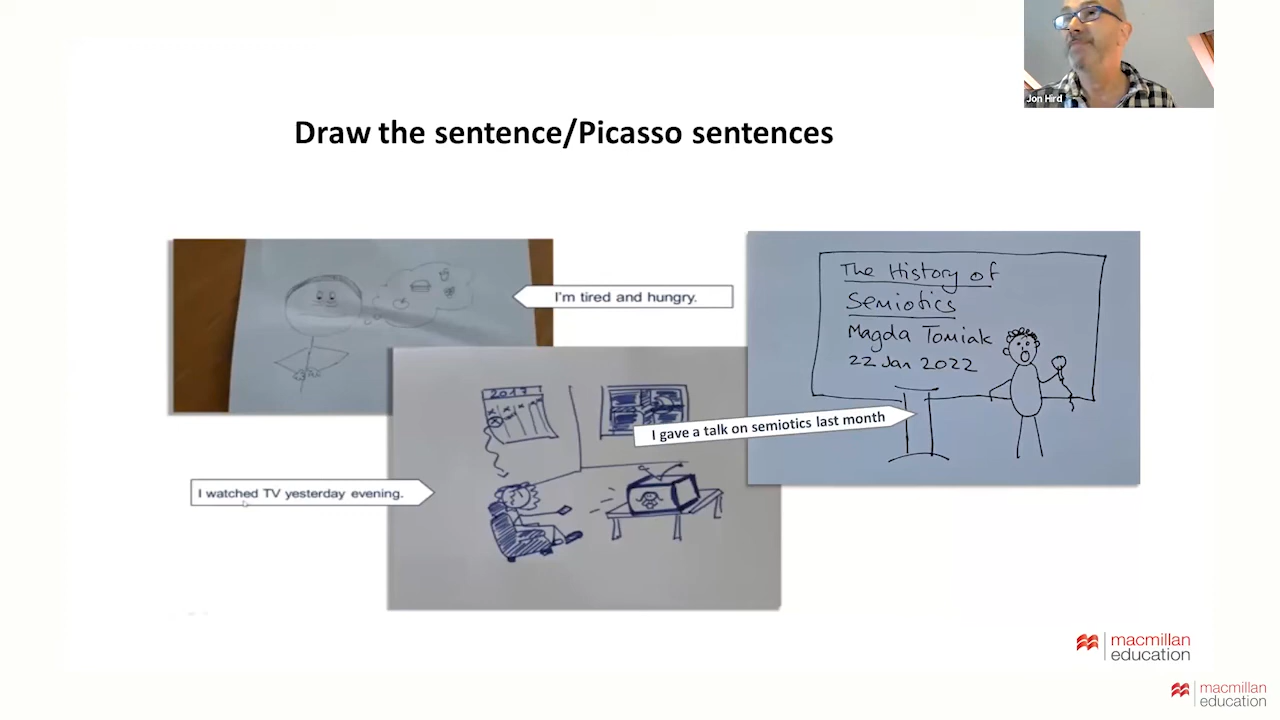 Jon Hird
Draw the sentence/Picasso sentences
I'm tired and hungry.
The History of
Semiotics
Magda Tomiak
22 Jan 2022
2017
I gave a talk on semiotics last month
I watched TV yesterday evening.
macmillan
education
macmillan
education